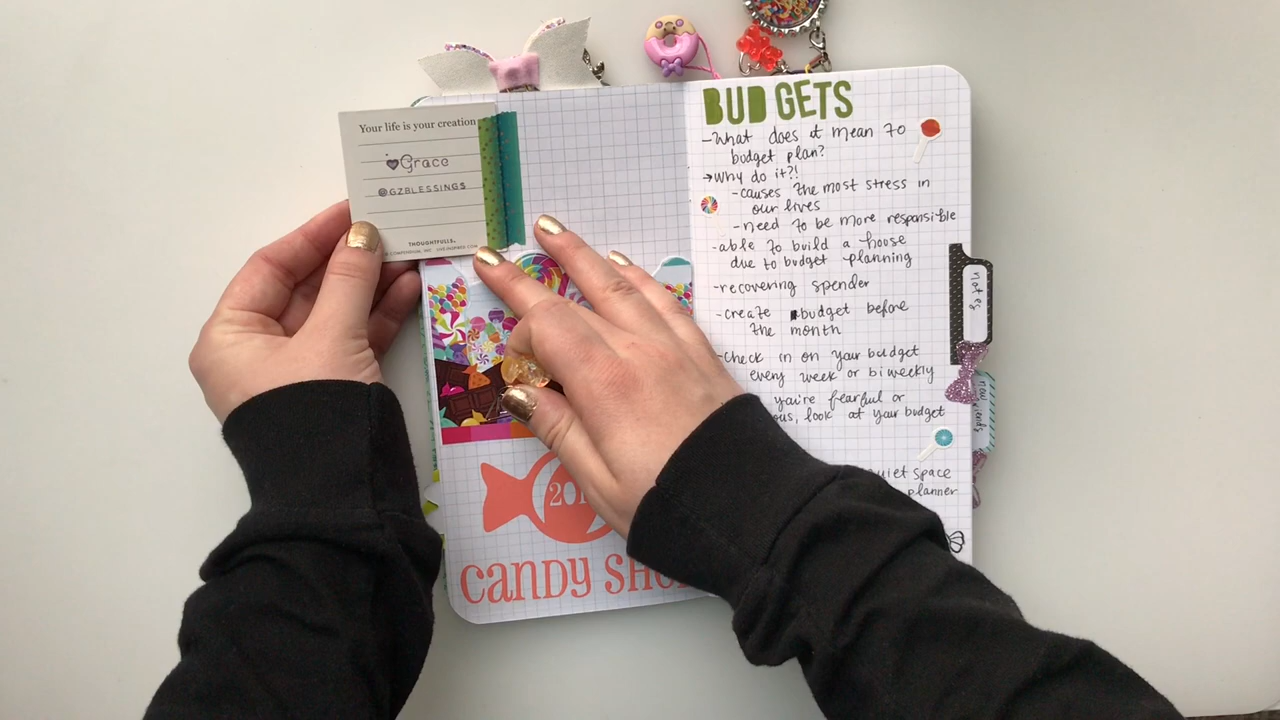 Your life is your creation
Grace
@GZBLESSINGS
THOUGHTFULLS.
201
CANDY SHO
BUDGETS
-What does it mean to
budget plan?
→Why do it?!
-causes the most stress in
our lives
-need to be more responsible
-able to build a house
due to budget planning
-recovering spender
-create budget before
the month
-check in on your budget
every week or biweekly
you're fearful or
ous, look at your budget
uiet space
planner
notes